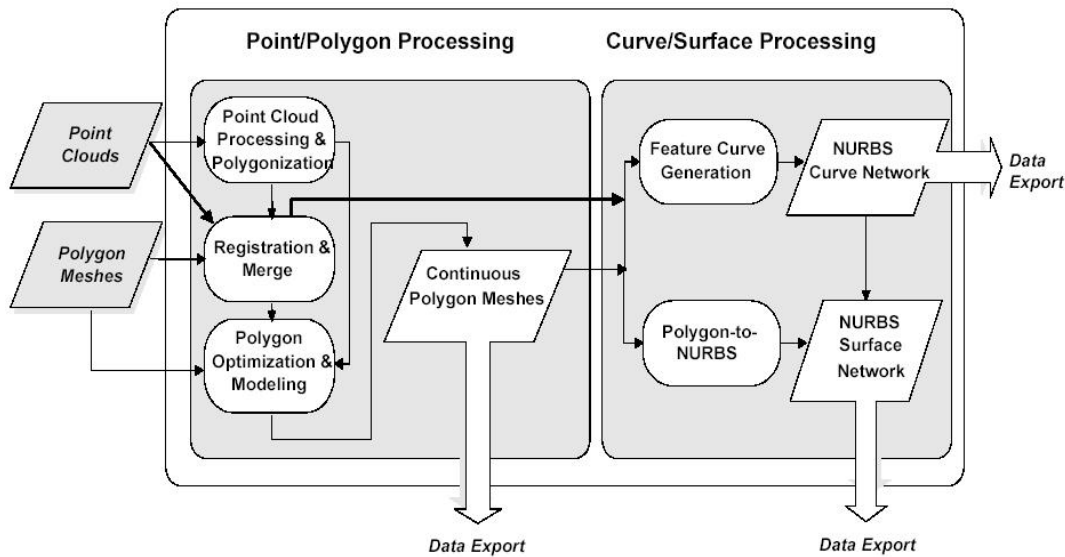 Point/Polygon Processing
Curve/Surface Processing
Point
Clouds
Point Cloud
Processing &
Polygonization
Feature Curve
Generation
NURBS
Curve Network
Data
Export
Polygon
Meshes
Registration &
Merge
Continuous
Polygon Meshes
Polygon
Optimization &
Modeling
Polygon-to-
NURBS
NURBS
Surface
Network
Data Export
Data Export